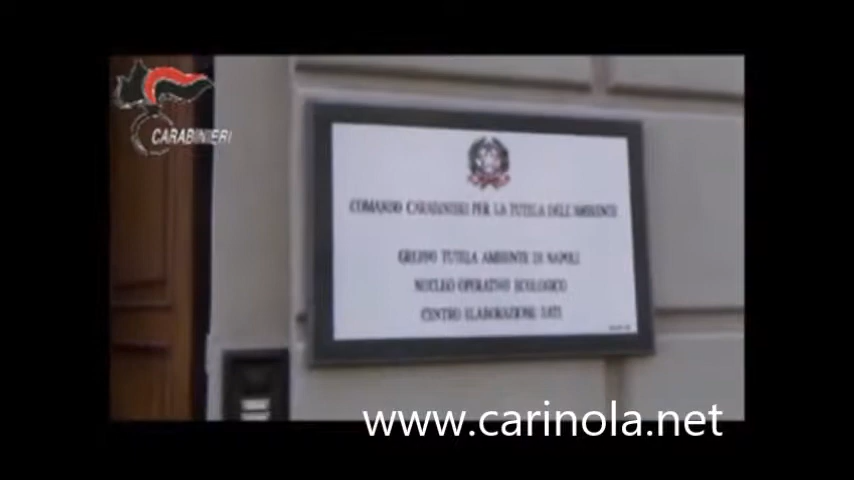 CARABINIERI
COMANDO CARABINIERI PER LA TUTELA DELL'AMBIENTE
GRUPPO TUTELA AMBIENTE DI NAPOLI
NUCLEO OPERATIVO ECOLOGICO
CENTRO ELABORAZIONE DATI
www.carinola.net